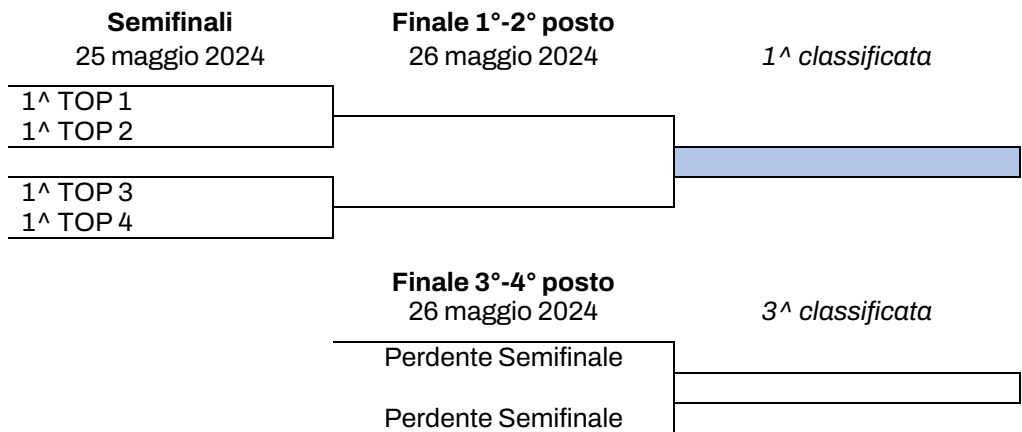 Semifinali Finale 1°-2° posto
25 maggio 2024 26 maggio 2024 1^ classificata
1^ TOP 1
1^ TOP 2
1^ TOP 3
1^ TOP 4
Finale 3°-4° posto
26 maggio 2024 3^ classificata
Perdente Semifinale
Perdente Semifinale